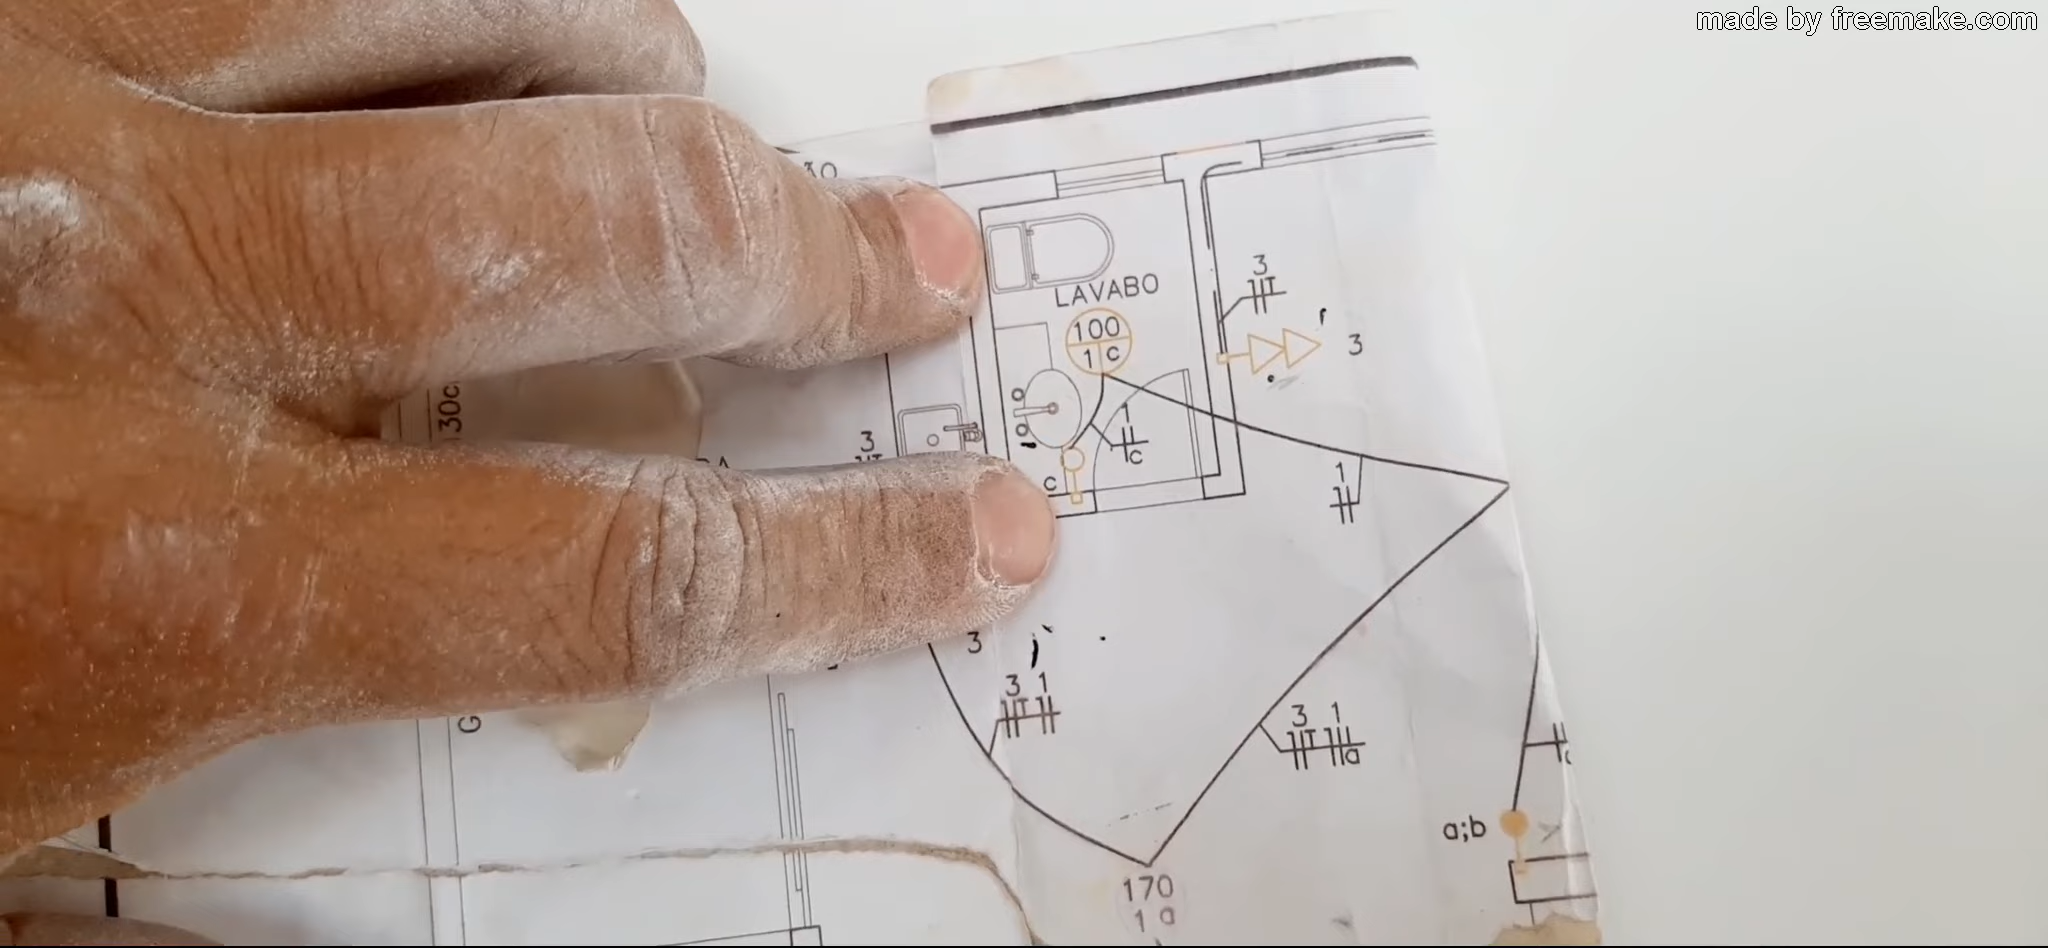 made by freemake.com
LAVABO
100
1 c
3
T
3
130c
3
1
c
c
1
3
3 1
T
3 1
T a
a;b
G
170
1 a